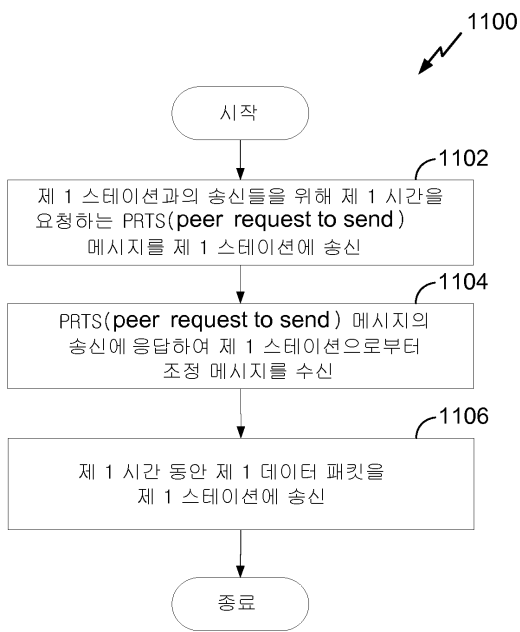 1100
시작
1102
제 1 스테이션과의 송신들을 위해 제 1 시간을
요청하는 PRTS(peer request to send)
메시지를 제 1 스테이션에 송신
1104
PRTS(peer request to send) 메시지의
송신에 응답하여 제 1 스테이션으로부터
조정 메시지를 수신
1106
제 1 시간 동안 제 1 데이터 패킷을
제 1 스테이션에 송신
종료